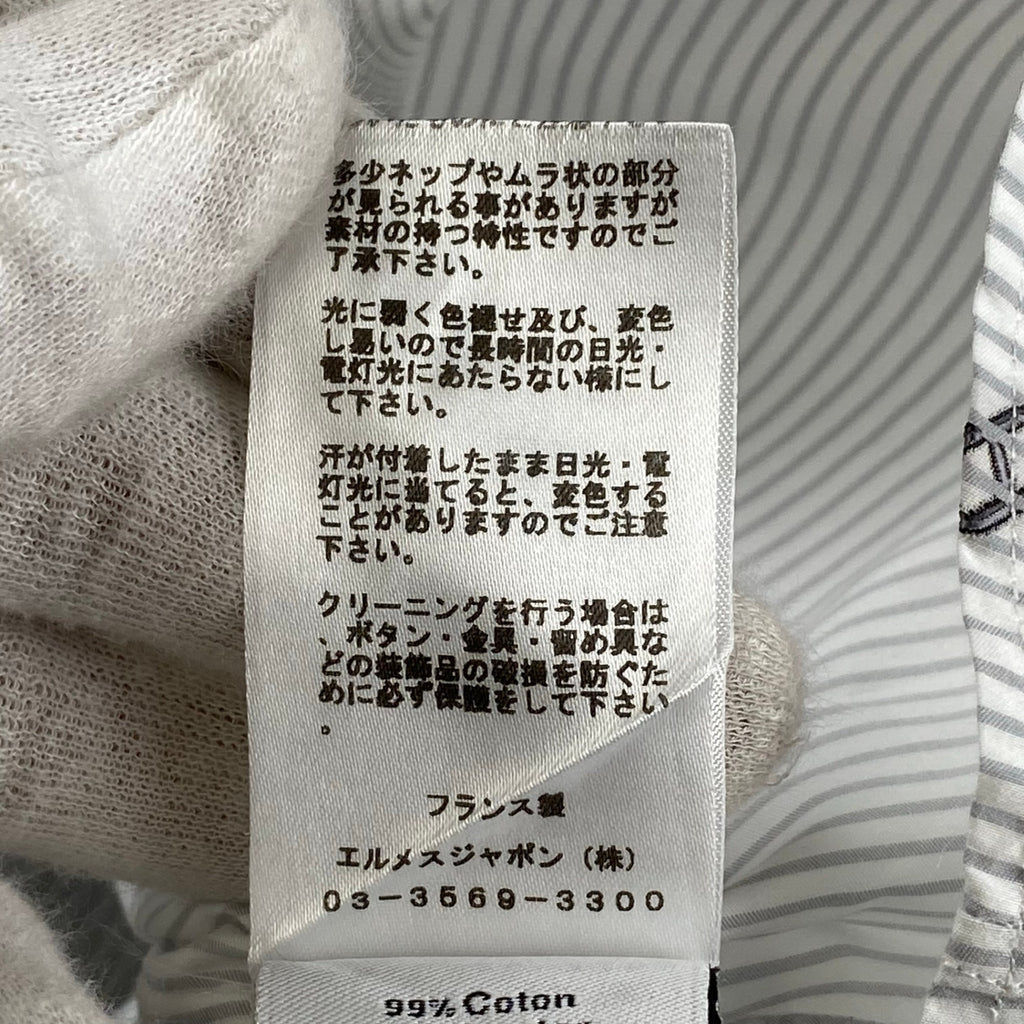 多少ネップやムラ状の部分
が見られる事がありますが
素材の持つ特性ですのでご
了承下さい。
光に弱く色褪せ及び、変色
し易いので長時間の日光・
電灯光にあたらない様にし
て下さい。
汗が付着したまま日光・電
灯光に当てると、変色する
ことがありますのでご注意
下さい。
クリーニングを行う場合は
、ボタン・金具・留め具な
どの装飾品の破損を防ぐた
めに必ず保護をして下さい
。
フランス製
エルメスジャポン（株）
03-3569-3300
99% Coton